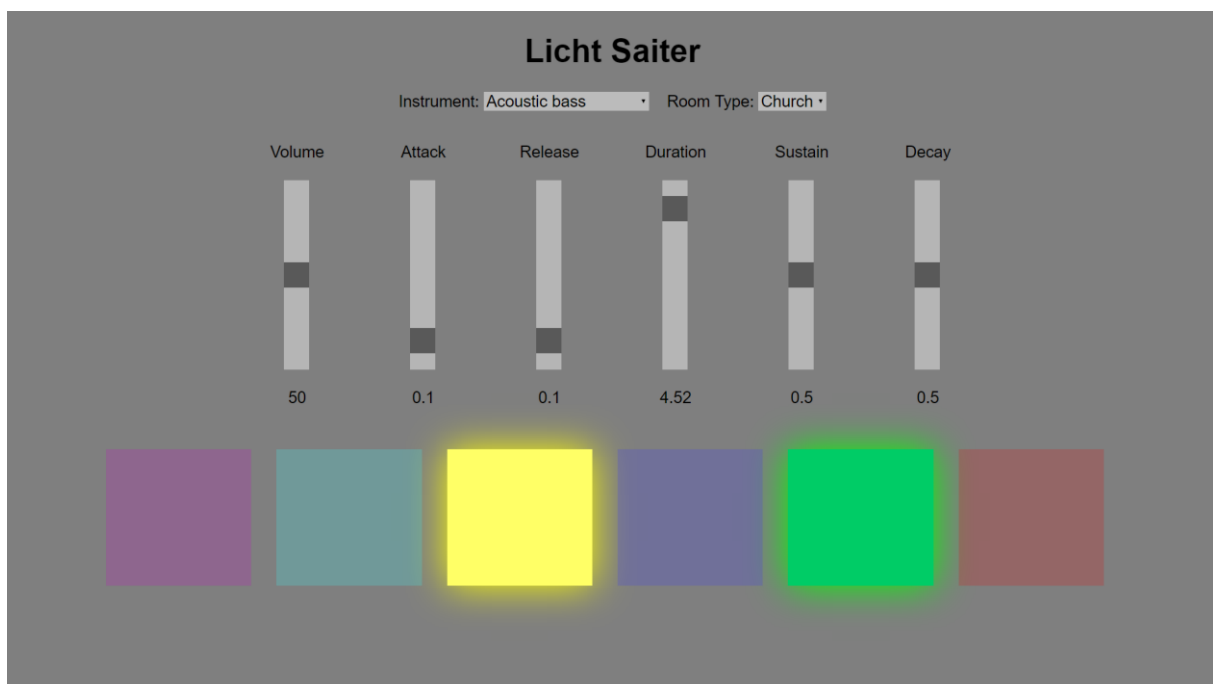 Licht Saiter
Instrument: Acoustic bass Room Type: Church
Volume Attack Release Duration Sustain Decay
50 0.1 0.1 4.52 0.5 0.5